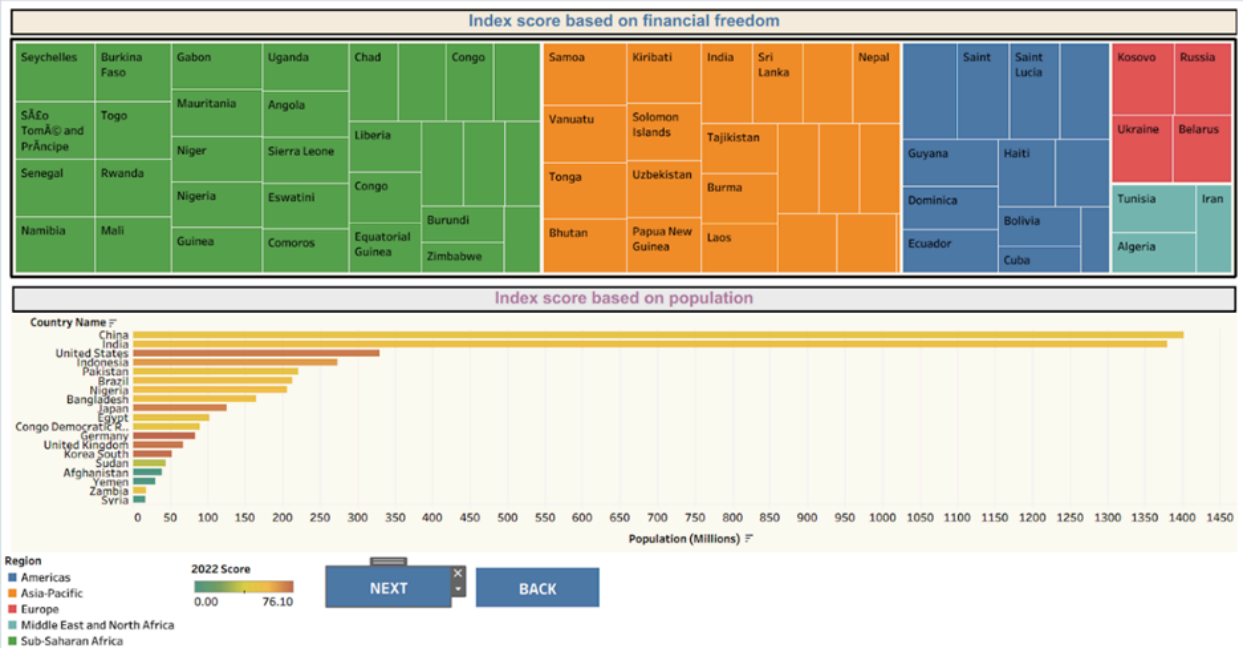 Index score based on financial freedom
Seychelles
Burkina
Faso
Gabon
Uganda
Chad
Congo
Samoa
Kiribati
India
Sri
Lanka
Nepal
Saint
Saint
Lucia
Kosovo
Russia
SÃ£o
TomÃ© and
PrÃncipe
Togo
Mauritania
Angola
Liberia
Vanuatu
Solomon
Islands
Tajikistan
Guyana
Haiti
Ukraine
Belarus
Senegal
Rwanda
Niger
Sierra Leone
Congo
Tonga
Uzbekistan
Burma
Dominica
Bolivia
Tunisia
Iran
Namibia
Mali
Nigeria
Eswatini
Equatorial
Guinea
Burundi
Bhutan
Papua New
Guinea
Laos
Ecuador
Cuba
Algeria
Guinea
Comoros
Zimbabwe
Index score based on population
Country Name
China
India
United States
Indonesia
Pakistan
Brazil
Nigeria
Bangladesh
Japan
Egypt
Congo Democratic R..
Germany
United Kingdom
Korea South
Sudan
Afghanistan
Yemen
Zambia
Syria
0 50 100 150 200 250 300 350 400 450 500 550 600 650 700 750 800 850 900 950 1000 1050 1100 1150 1200 1250 1300 1350 1400 1450
Population (Millions)
Region
Americas
Asia-Pacific
Europe
Middle East and North Africa
Sub-Saharan Africa
2022 Score
0.00 76.10
NEXT
BACK